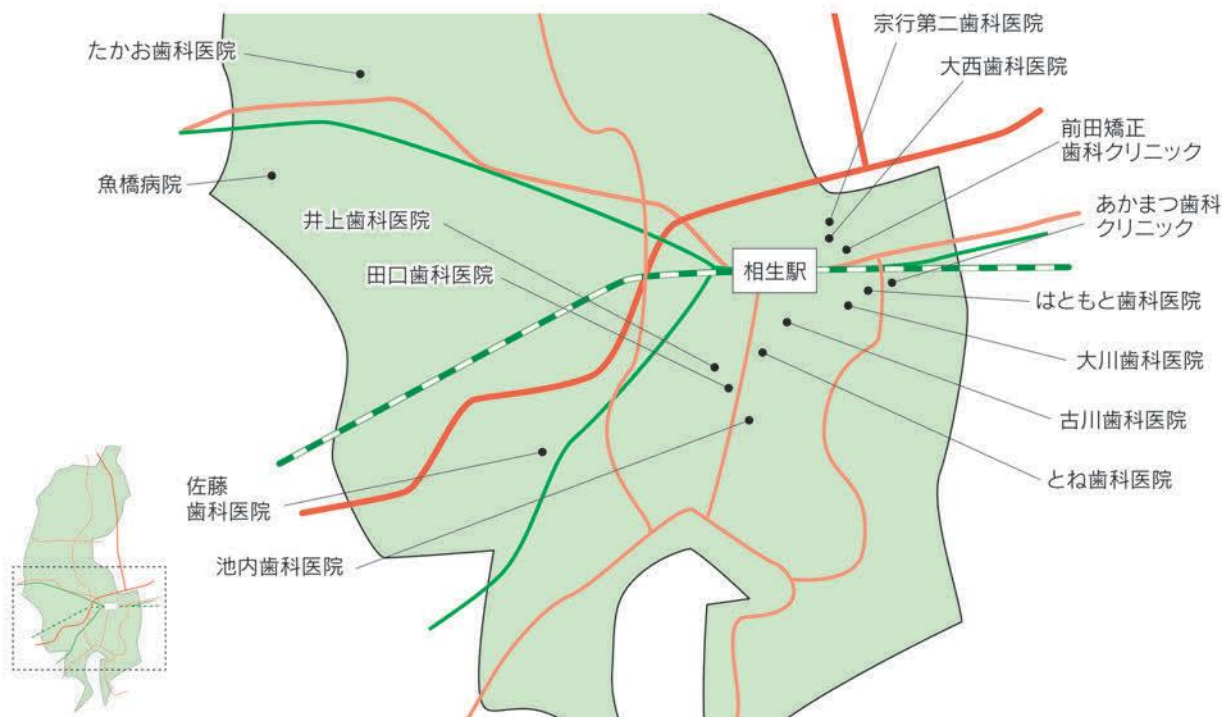 宗行第二歯科医院
たかお歯科医院
大西歯科医院
前田矯正
歯科クリニック
魚橋病院
あかまつ歯科
クリニック
井上歯科医院
田口歯科医院
相生駅
はともと歯科医院
大川歯科医院
古川歯科医院
とね歯科医院
佐藤
歯科医院
池内歯科医院